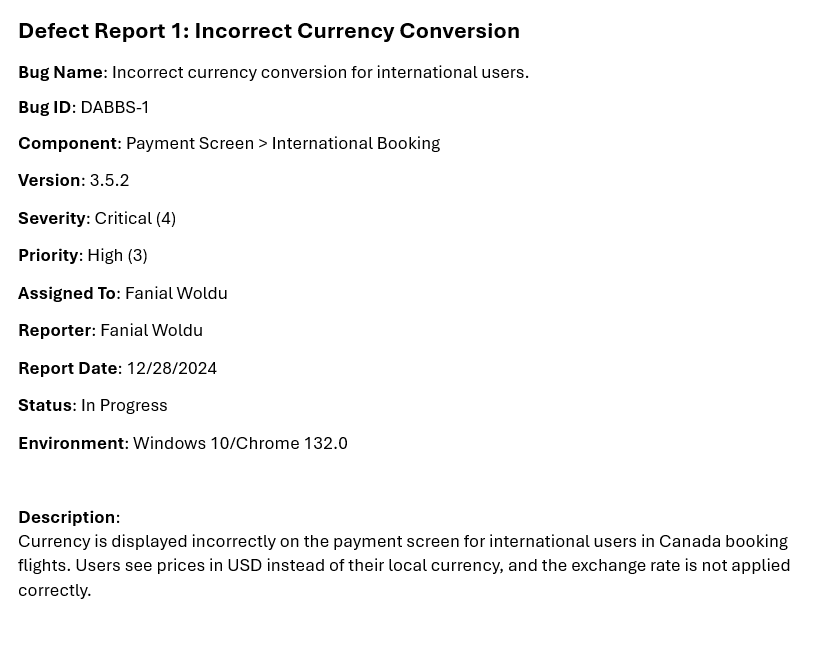 Defect Report 1: Incorrect Currency Conversion
Bug Name: Incorrect currency conversion for international users.
Bug ID: DABBS-1
Component: Payment Screen > International Booking
Version: 3.5.2
Severity: Critical (4)
Priority: High (3)
Assigned To: Fanial Woldu
Reporter: Fanial Woldu
Report Date: 12/28/2024
Status: In Progress
Environment: Windows 10/Chrome 132.0
Description:
Currency is displayed incorrectly on the payment screen for international users in Canada booking
flights. Users see prices in USD instead of their local currency, and the exchange rate is not applied
correctly.